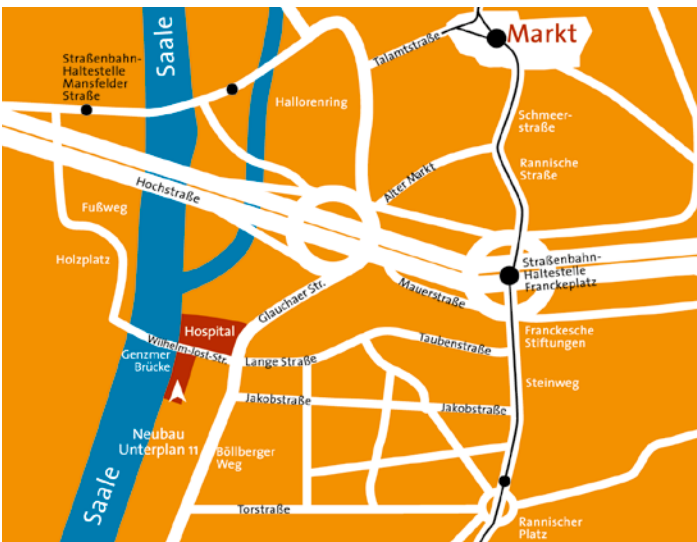 Saale
Markt
Talamtstraße
Straßenbahn-
Haltestelle
Mansfelder
Straße
Hallorenring
Schmeer-
straße
Rannische
Straße
Alter Markt
Hochstraße
Fußweg
Holzplatz
Straßenbahn-
Haltestelle
Franckeplatz
Mauerstraße
Glauchaer Str.
Hospital
Wilhelm-Jost-Str.
Genzmer
Brücke
Lange Straße
Taubenstraße
Franckesche
Stiftungen
Steinweg
Jakobstraße
Jakobstraße
Neubau
Unterplan 11
Böllberger
Weg
Saale
Torstraße
Rannischer
Platz